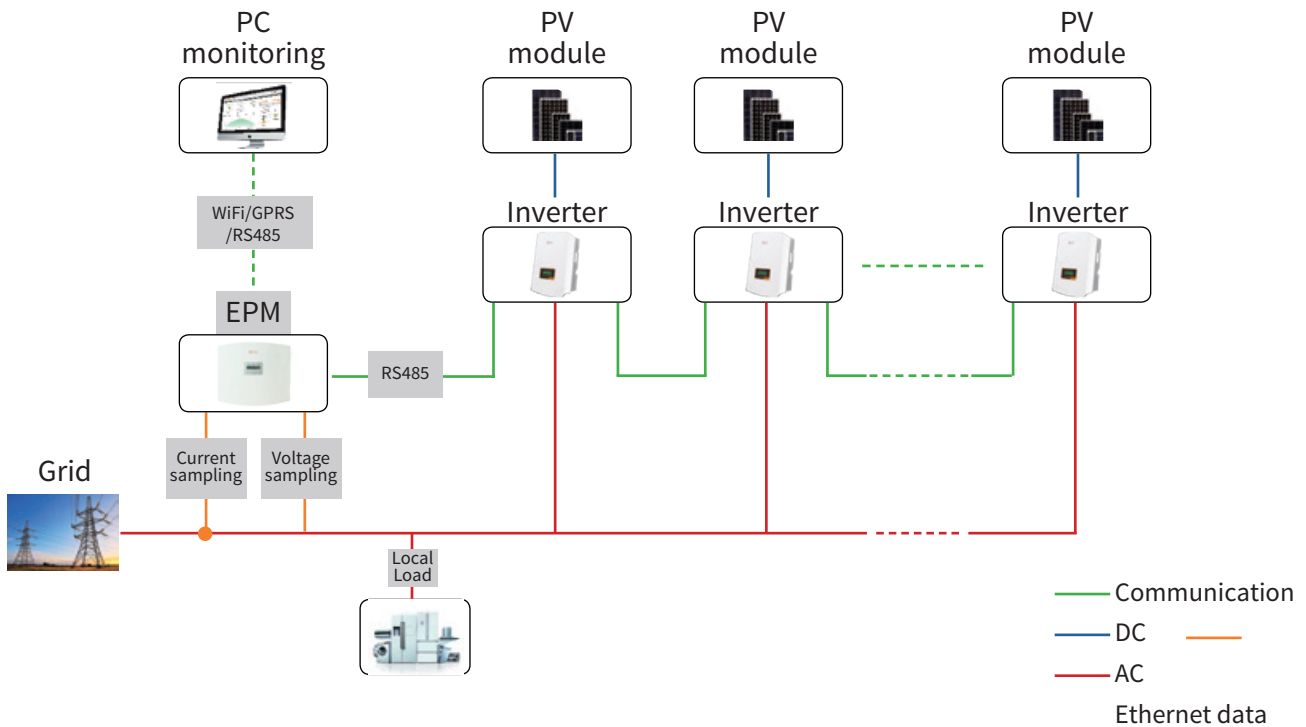 PC
monitoring
PV
module
PV
module
PV
module
WiFi/GPRS
/RS485
Inverter
Inverter
Inverter
EPM
RS485
Current
sampling
Voltage
sampling
Grid
Local
Load
Communication
DC
AC
Ethernet data